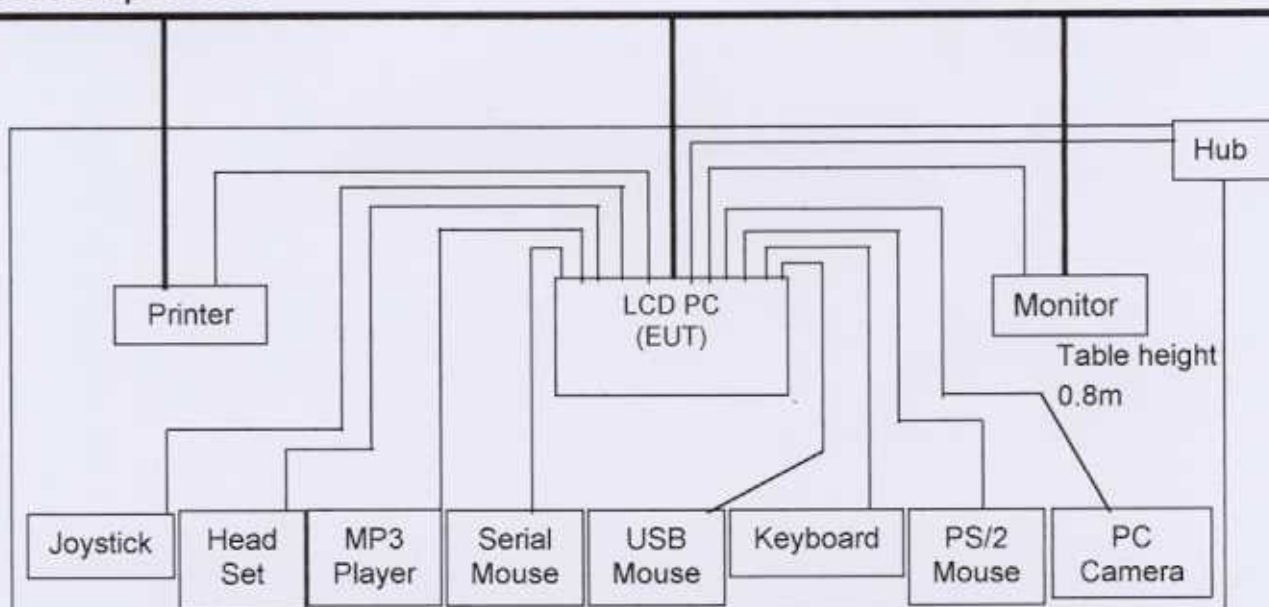 Hub
LCD PC
(EUT)
Printer
Monitor
Table height
0.8m
Joystick
Head
Set
MP3
Player
Serial
Mouse
USB
Mouse
Keyboard
PS/2
Mouse
PC
Camera